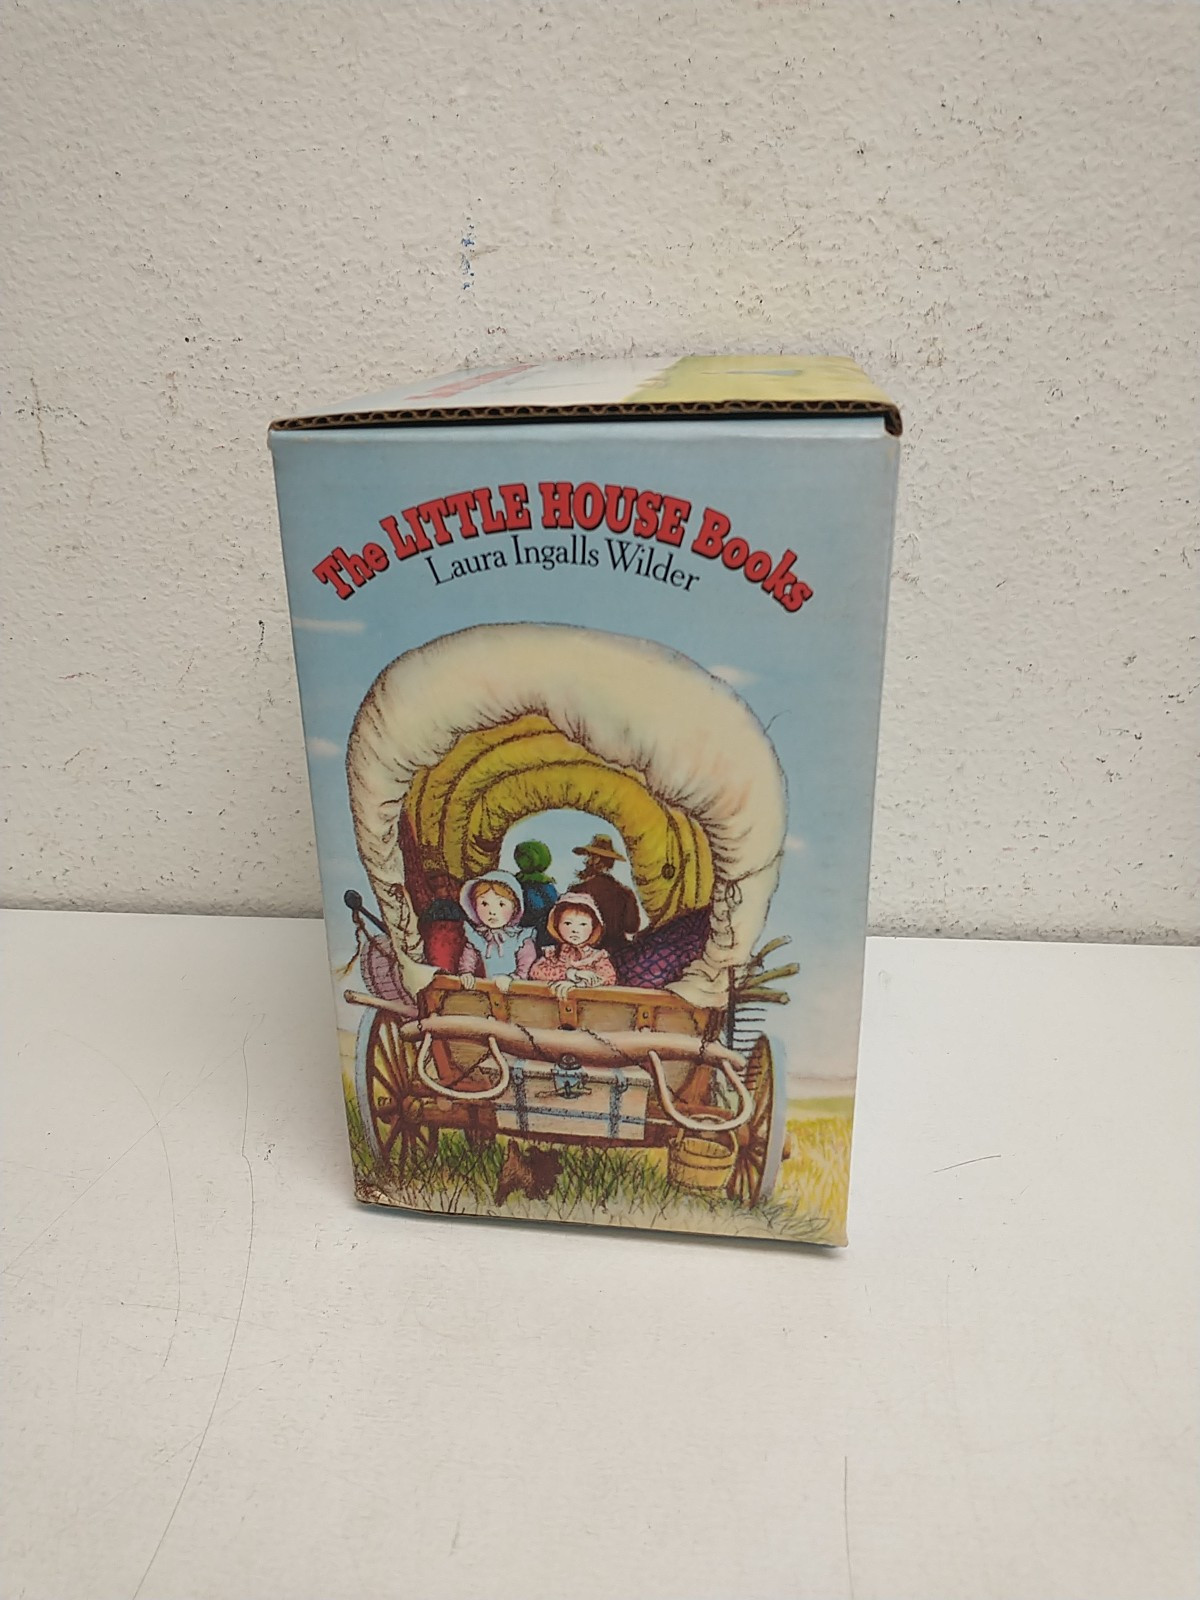 The LITTLE HOUSE Books
Laura Ingalls Wilder